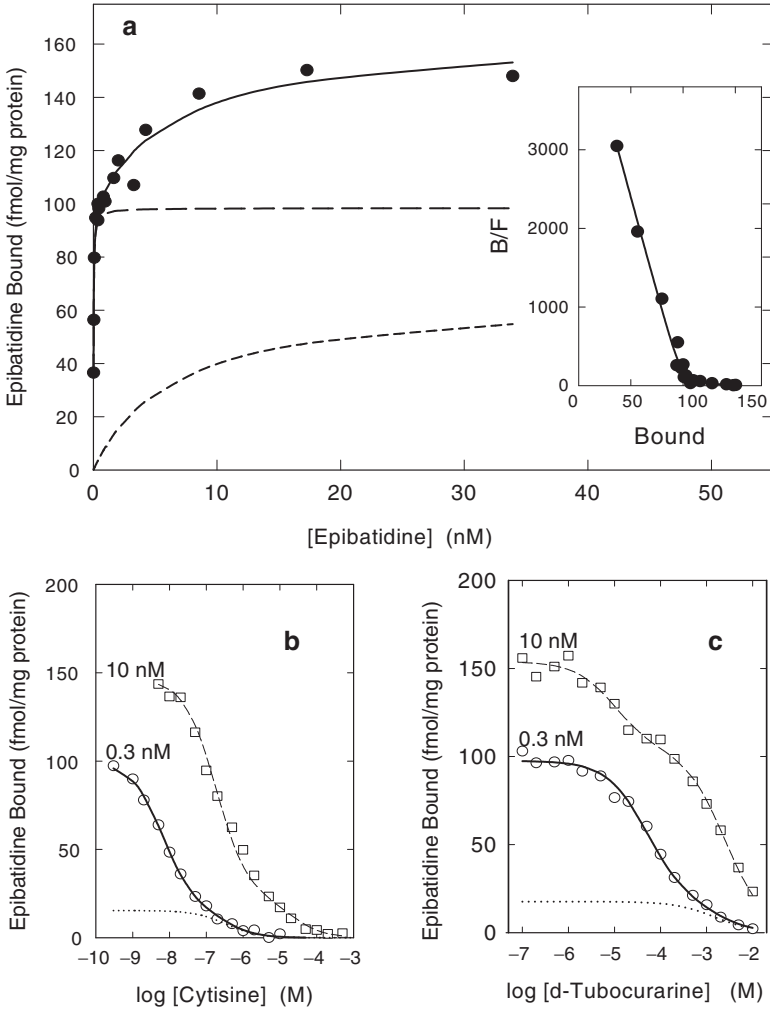 a
Epibatidine Bound (fmol/mg protein)
160
140
120
100
80
60
40
20
0
0 10 20 30 40 50
[Epibatidine] (nM)
B/F
3000
2000
1000
0
0 50 100 150
Bound
b
Epibatidine Bound (fmol/mg protein)
200
150
100
50
0
10 nM
0.3 nM
−10 −9 −8 −7 −6 −5 −4 −3
log [Cytisine] (M)
c
Epibatidine Bound (fmol/mg protein)
200
150
100
50
0
10 nM
0.3 nM
−7 −6 −5 −4 −3 −2
log [d-Tubocurarine] (M)